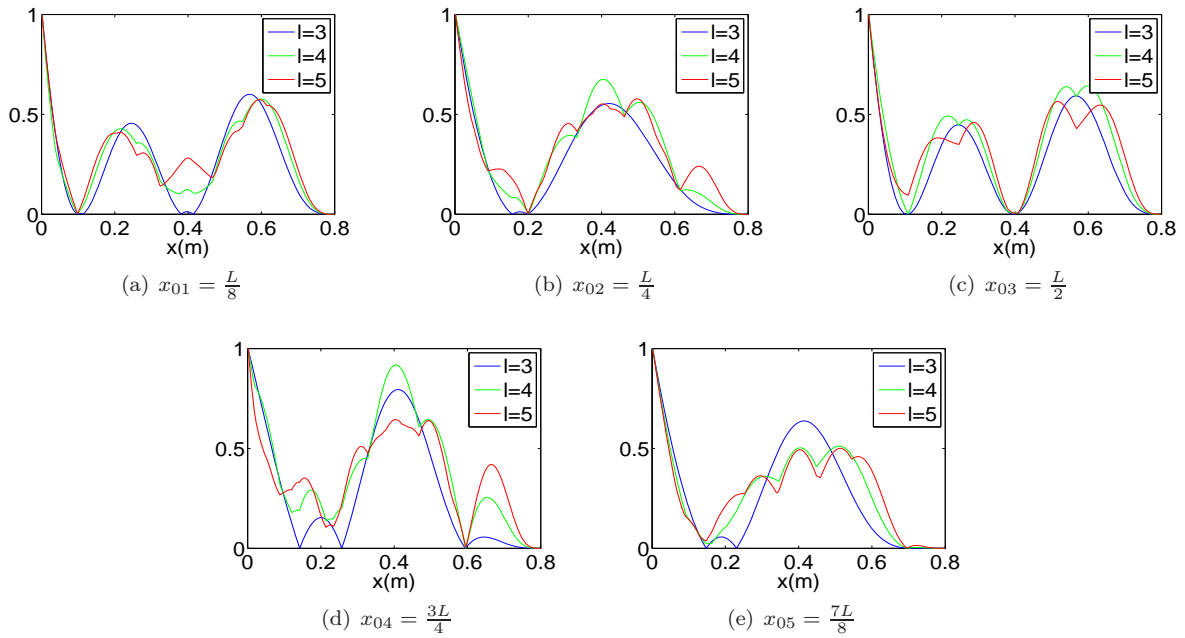 1
0.5
0
0 0.2 0.4 0.6 0.8
x(m)
l=3
l=4
l=5
(a) x₀₁ = L/8
1
0.5
0
0 0.2 0.4 0.6 0.8
x(m)
l=3
l=4
l=5
(b) x₀₂ = L/4
1
0.5
0
0 0.2 0.4 0.6 0.8
x(m)
l=3
l=4
l=5
(c) x₀₃ = L/2
1
0.5
0
0 0.2 0.4 0.6 0.8
x(m)
l=3
l=4
l=5
(d) x₀₄ = 3L/4
1
0.5
0
0 0.2 0.4 0.6 0.8
x(m)
l=3
l=4
l=5
(e) x₀₅ = 7L/8